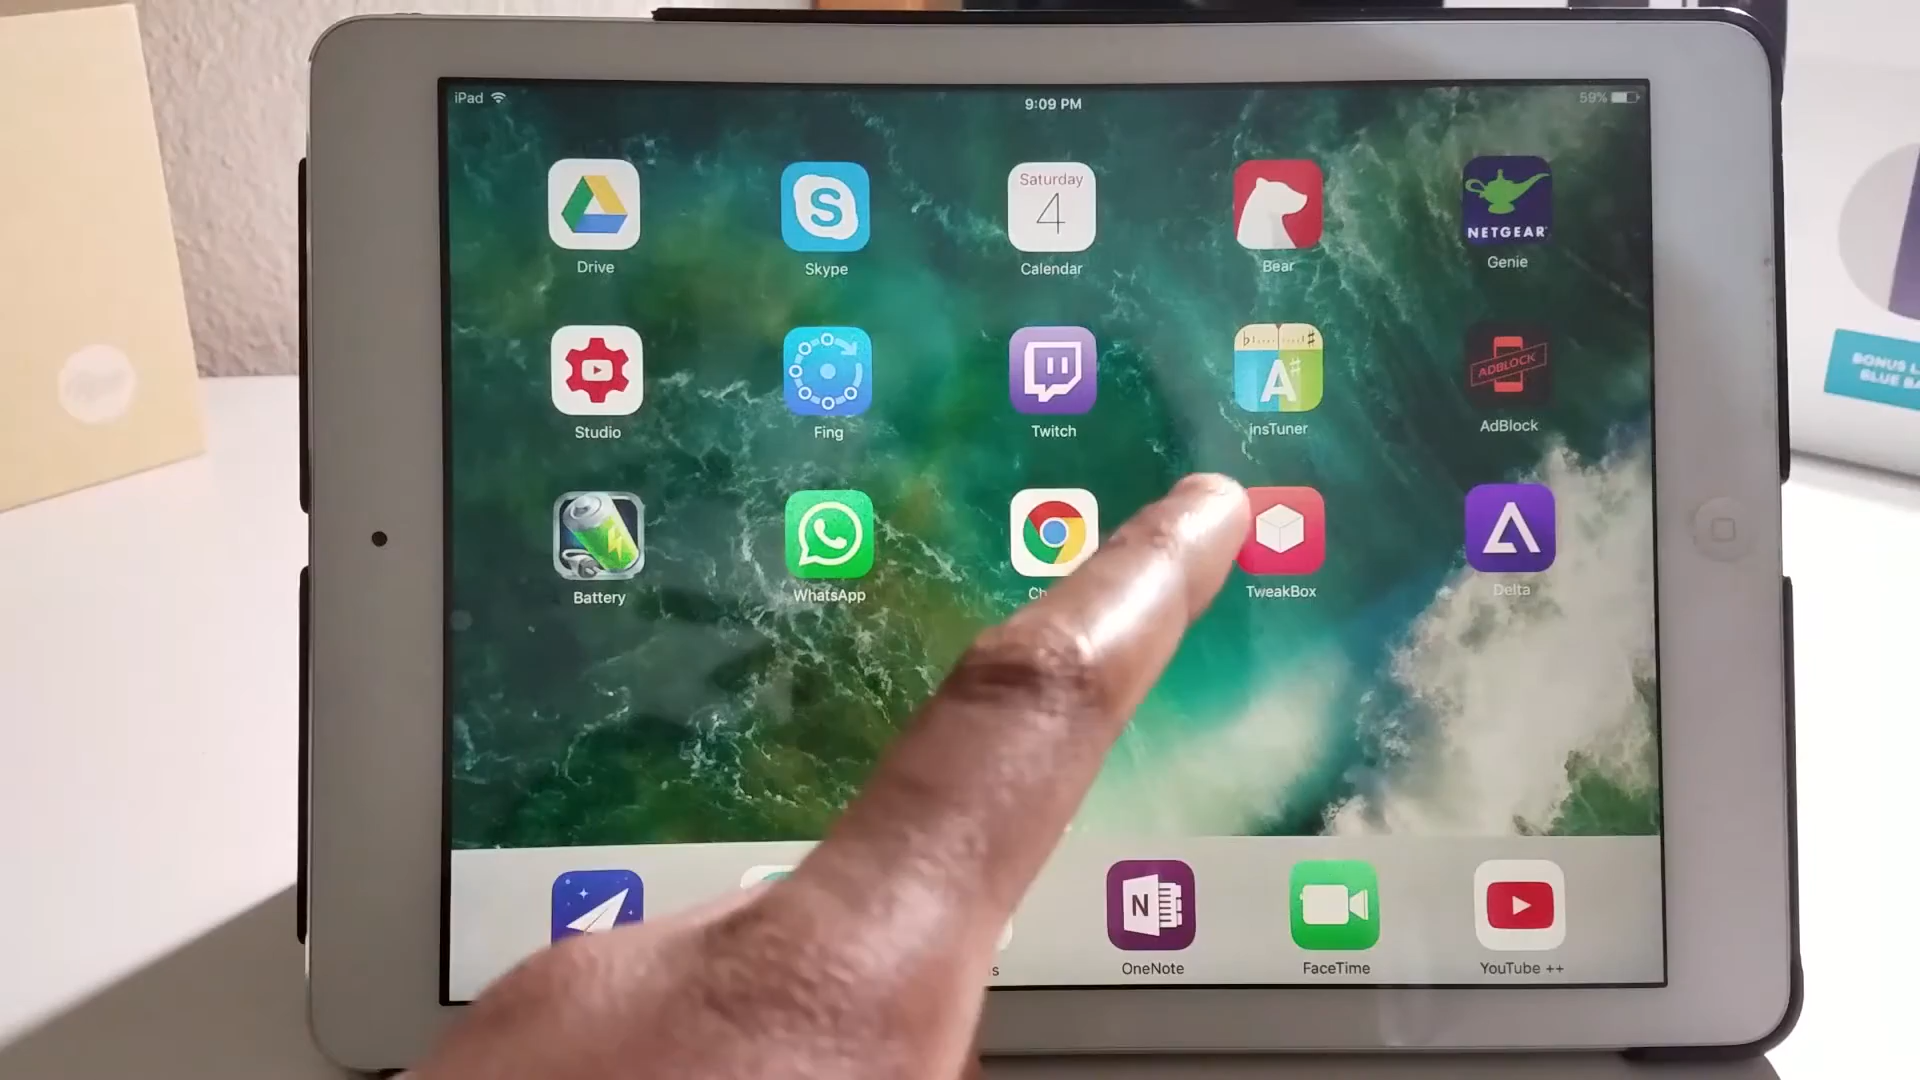 iPad
9:09 PM
59%
Saturday
4
NETGEAR
Drive
Skype
Calendar
Bear
Genie
ADBLOCK
A
Studio
Fing
Twitch
insTuner
AdBlock
BONUS
BLUE
Battery
WhatsApp
TweakBox
Delta
N
OneNote
FaceTime
YouTube ++